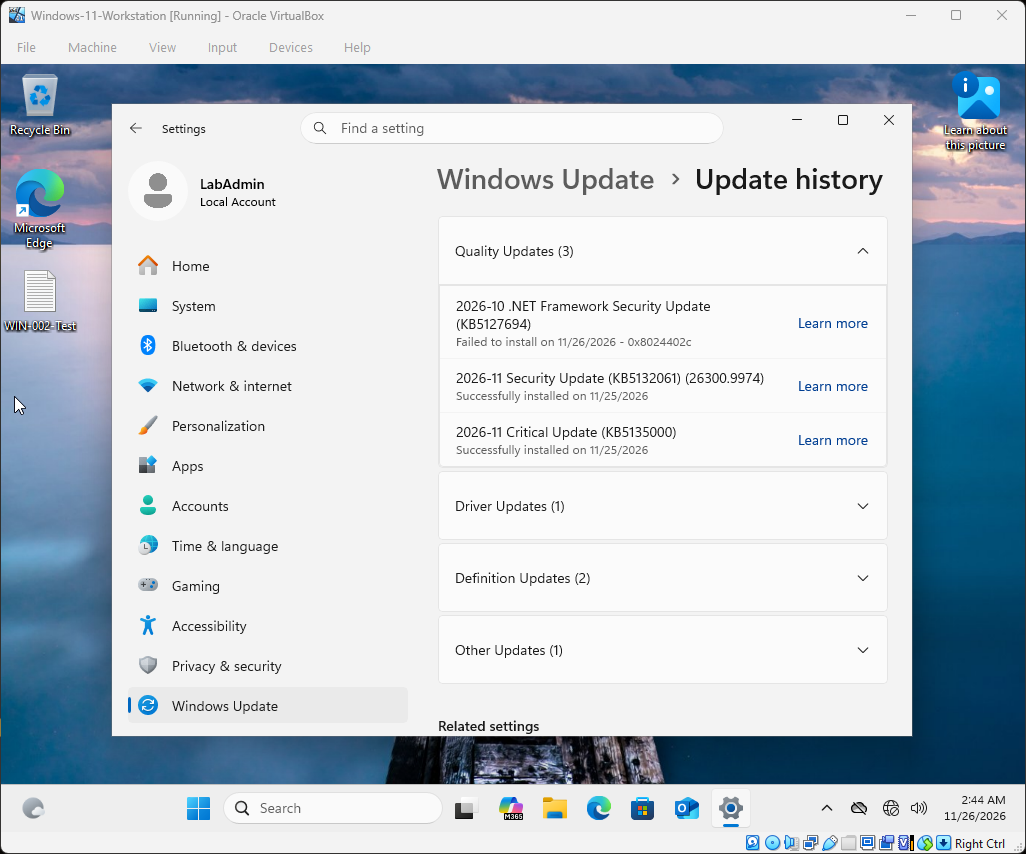 Windows-11-Workstation [Running] - Oracle VirtualBox
File Machine View Input Devices Help
Recycle Bin
Microsoft
Edge
WIN-002-Test
Learn about
this picture
Settings
Find a setting
LabAdmin
Local Account
Home
System
Bluetooth & devices
Network & internet
Personalization
Apps
Accounts
Time & language
Gaming
Accessibility
Privacy & security
Windows Update
Windows Update > Update history
Quality Updates (3)
2026-10 .NET Framework Security Update
(KB5127694)
Failed to install on 11/26/2026 - 0x8024402c
Learn more
2026-11 Security Update (KB5132061) (26300.9974)
Successfully installed on 11/25/2026
Learn more
2026-11 Critical Update (KB5135000)
Successfully installed on 11/25/2026
Learn more
Driver Updates (1)
Definition Updates (2)
Other Updates (1)
Related settings
Search
M365
2:44 AM
11/26/2026
Right Ctrl